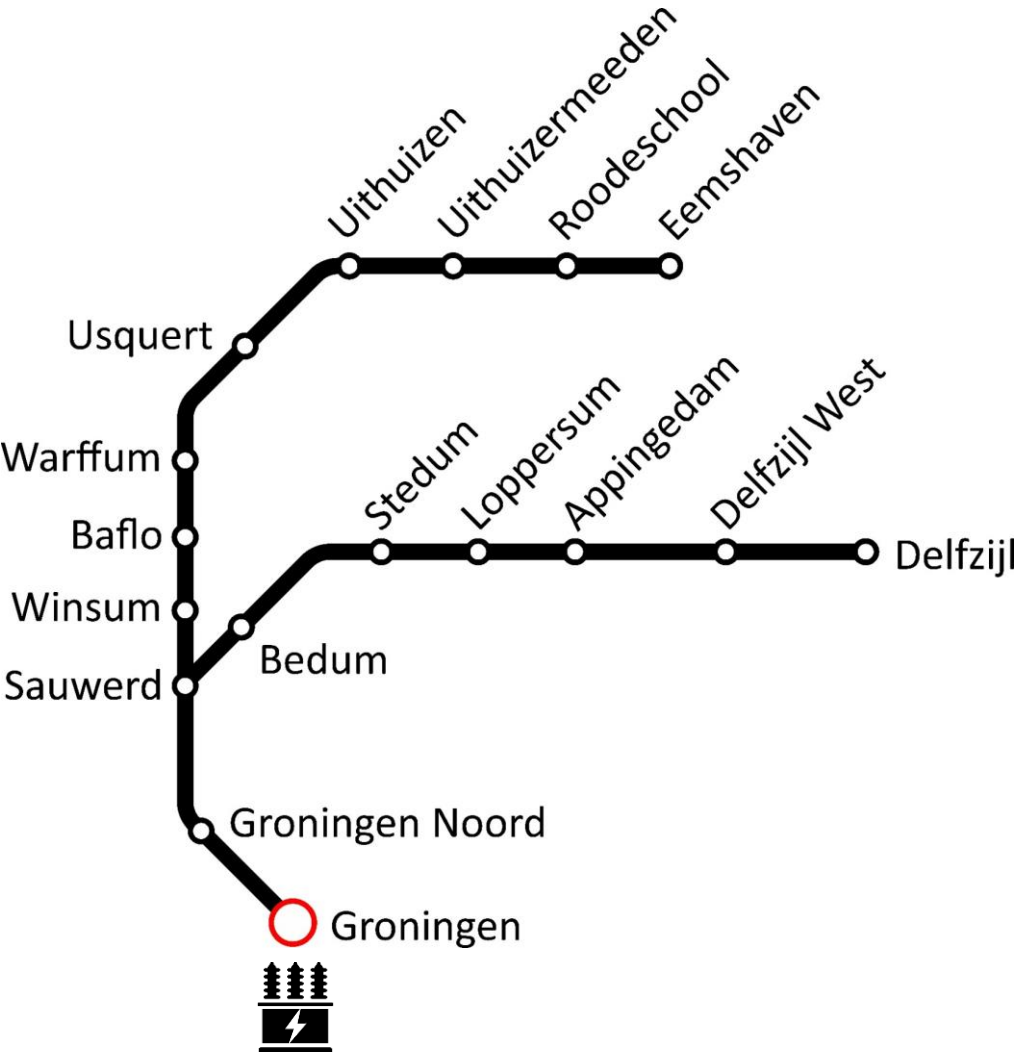 Uithuizen
Uithuizermeeden
Roodeschool
Eemshaven
Usquert
Warffum
Baflo
Winsum
Sauwerd
Stedum
Loppersum
Appingedam
Delfzijl West
Delfzijl
Bedum
Groningen Noord
Groningen